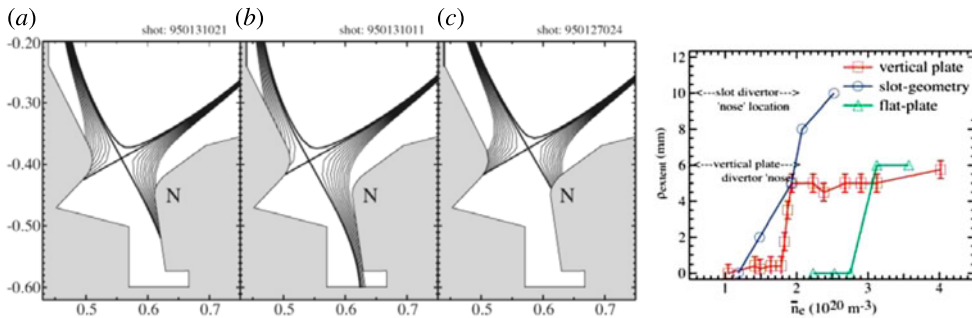 (a)
shot: 950131021
(b)
shot: 950131011
(c)
shot: 950127024
-0.20
-0.30
-0.40
-0.50
-0.60
N
N
N
0.5 0.6 0.7
0.5 0.6 0.7
0.5 0.6 0.7
12
10
8
6
4
2
0
ρextent (mm)
vertical plate
slot-geometry
flat-plate
slot divertor
'nose' location
vertical plate
divertor 'nose'
1 2 3 4
n̄e (10²⁰ m⁻³)